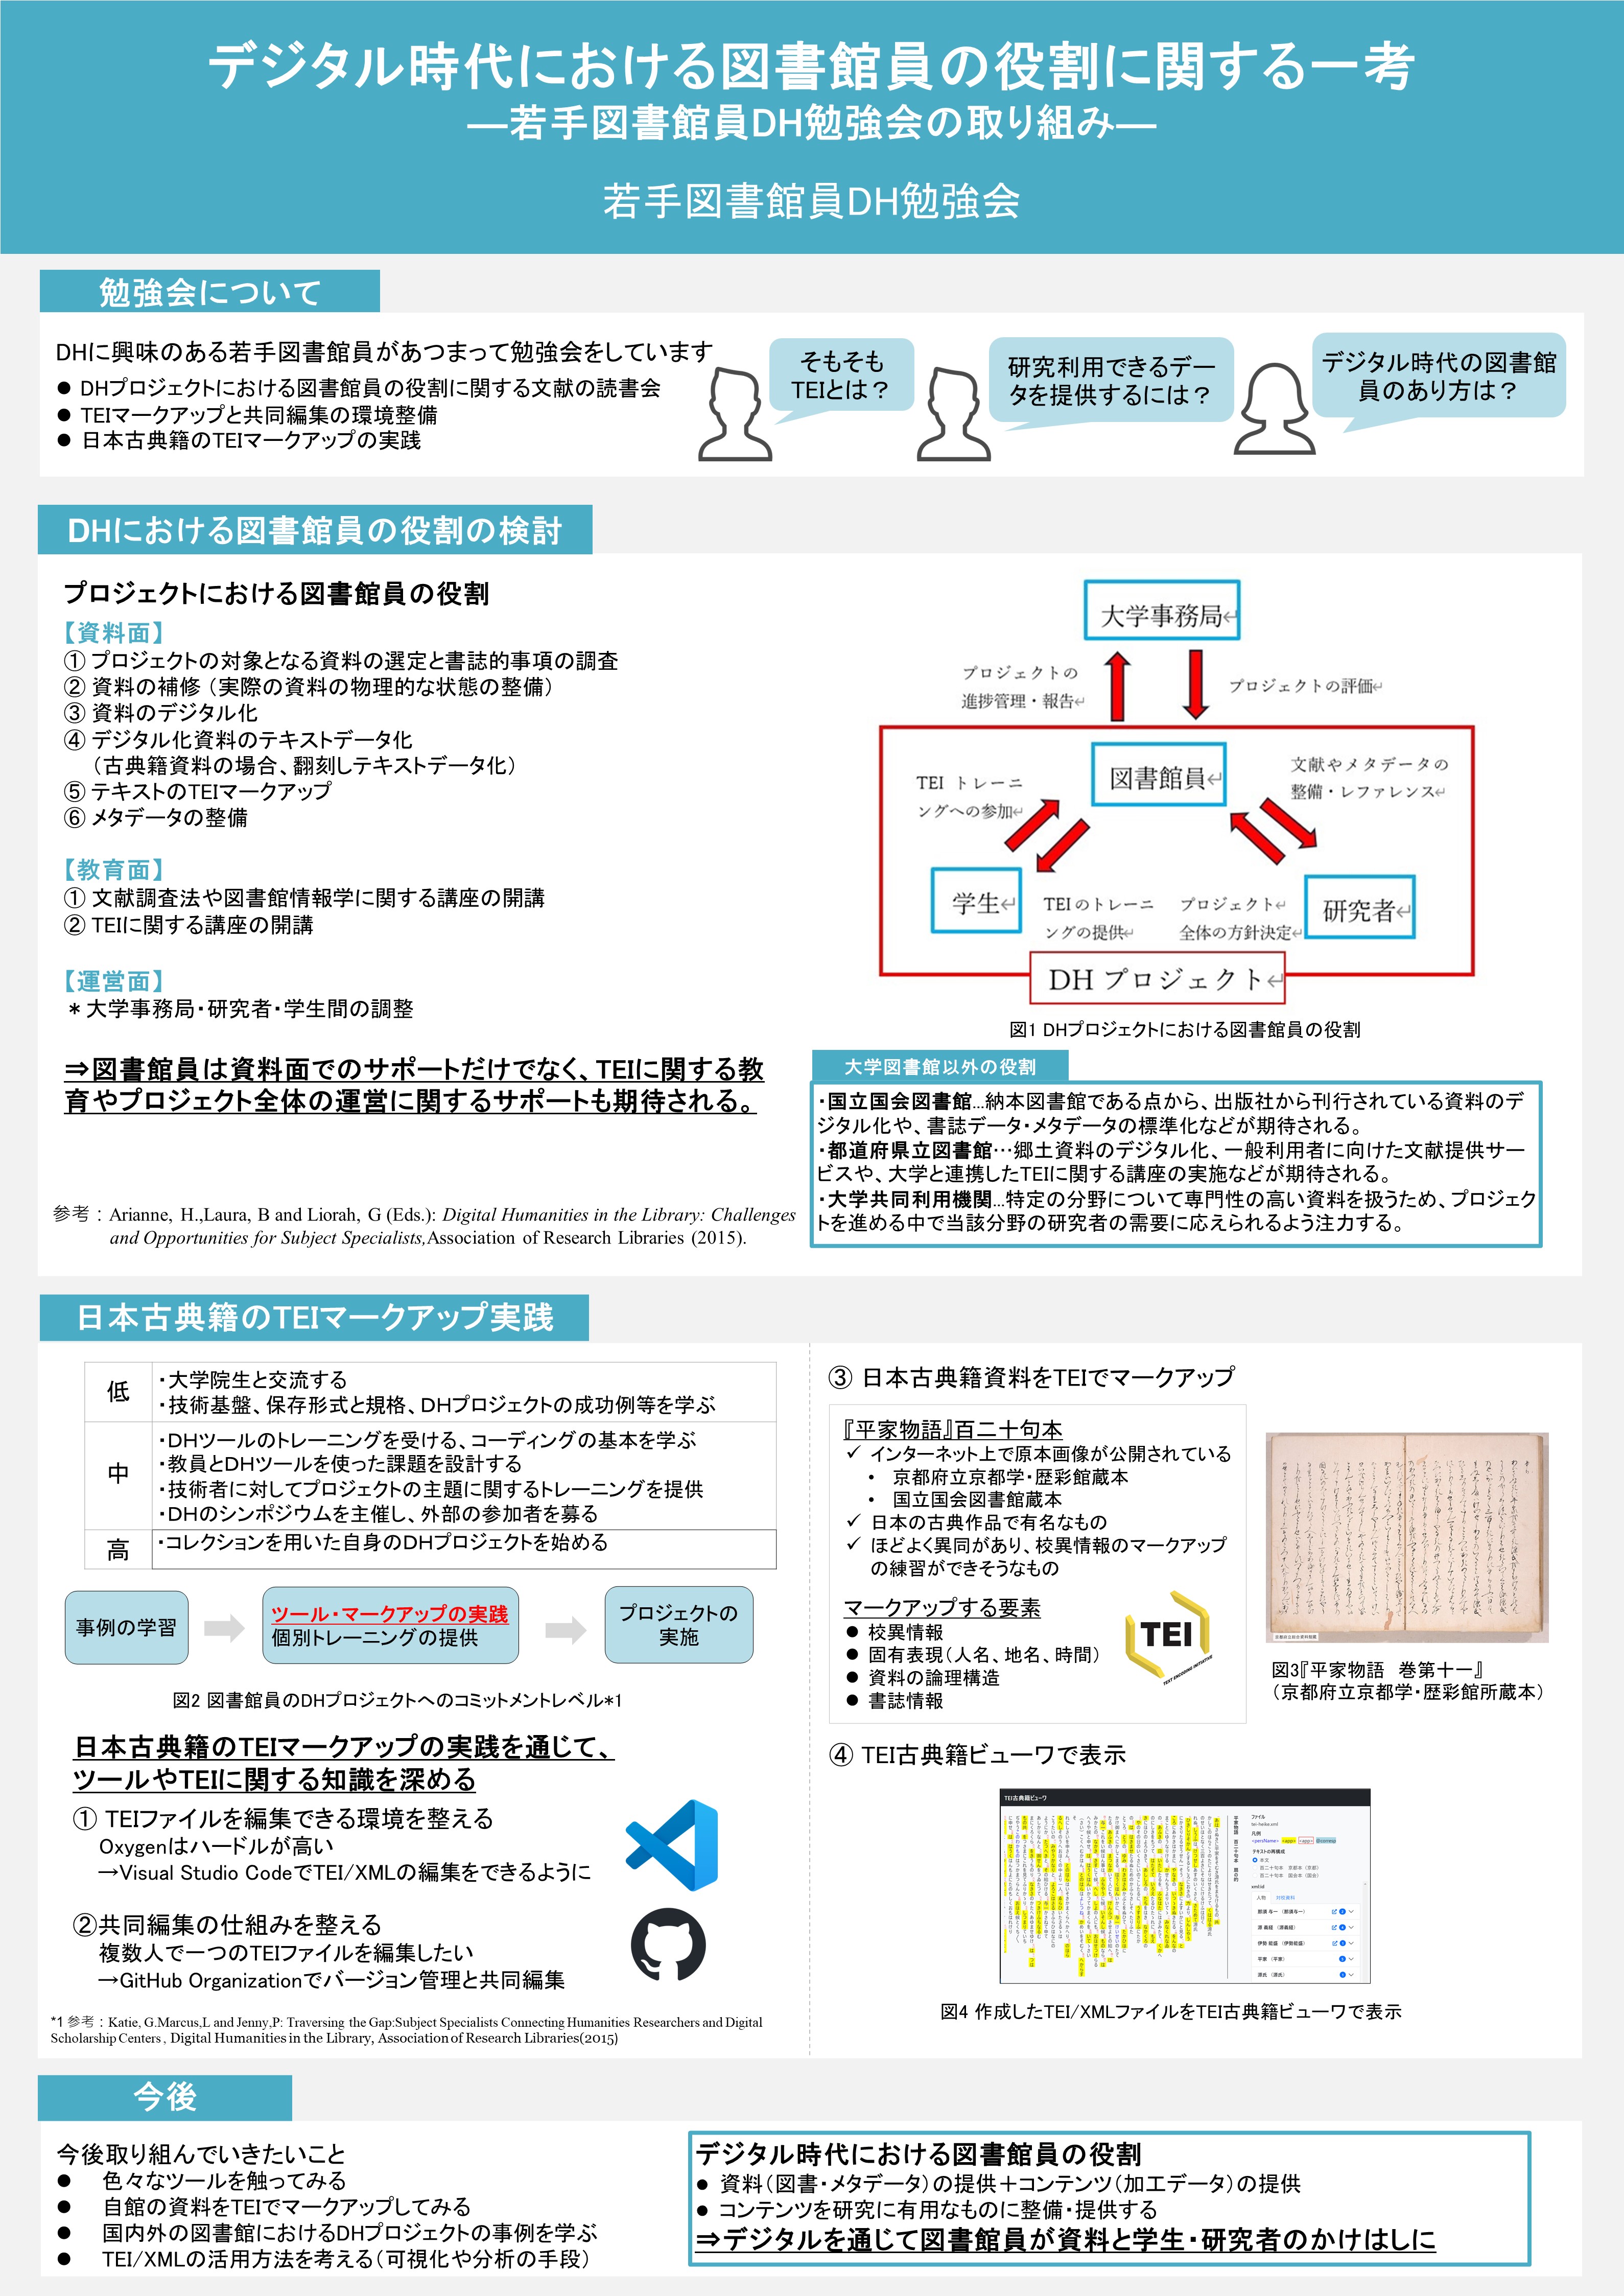 デジタル時代における図書館員の役割に関する一考
―若手図書館員DH勉強会の取り組み―
若手図書館員DH勉強会
勉強会について
DHに興味のある若手図書館員があつまって勉強会をしています
● DHプロジェクトにおける図書館員の役割に関する文献の読書会
● TEIマークアップと共同編集の環境整備
● 日本古典籍のTEIマークアップの実践
そもそも
TEIとは？
研究利用できるデー
タを提供するには？
デジタル時代の図書館
員のあり方は？
DHにおける図書館員の役割の検討
プロジェクトにおける図書館員の役割
【資料面】
① プロジェクトの対象となる資料の選定と書誌的事項の調査
② 資料の補修（実際の資料の物理的な状態の整備）
③ 資料のデジタル化
④ デジタル化資料のテキストデータ化
（古典籍資料の場合、翻刻しテキストデータ化）
⑤ テキストのTEIマークアップ
⑥ メタデータの整備
【教育面】
① 文献調査法や図書館情報学に関する講座の開講
② TEIに関する講座の開講
【運営面】
＊大学事務局・研究者・学生間の調整
⇒図書館員は資料面でのサポートだけでなく、TEIに関する教
育やプロジェクト全体の運営に関するサポートも期待される。
参考：Arianne, H.,Laura, B and Liorah, G (Eds.): Digital Humanities in the Library: Challenges
and Opportunities for Subject Specialists,Association of Research Libraries (2015).
大学事務局↵
プロジェクトの
進捗管理・報告↵
プロジェクトの評価↵
図書館員↵
TEI トレーニ
ングへの参加↵
文献やメタデータの
整備・レファレンス↵
学生↵
TEIのトレーニ
ングの提供↵
プロジェクト↵
全体の方針決定↵
研究者↵
DH プロジェクト↵
図1 DHプロジェクトにおける図書館員の役割
大学図書館以外の役割
・国立国会図書館…納本図書館である点から、出版社から刊行されている資料のデ
ジタル化や、書誌データ・メタデータの標準化などが期待される。
・都道府県立図書館…郷土資料のデジタル化、一般利用者に向けた文献提供サー
ビスや、大学と連携したTEIに関する講座の実施などが期待される。
・大学共同利用機関…特定の分野について専門性の高い資料を扱うため、プロジェク
トを進める中で当該分野の研究者の需要に応えられるよう注力する。
日本古典籍のTEIマークアップ実践
低
・大学院生と交流する
・技術基盤、保存形式と規格、DHプロジェクトの成功例等を学ぶ
中
・DHツールのトレーニングを受ける、コーディングの基本を学ぶ
・教員とDHツールを使った課題を設計する
・技術者に対してプロジェクトの主題に関するトレーニングを提供
・DHのシンポジウムを主催し、外部の参加者を募る
高
・コレクションを用いた自身のDHプロジェクトを始める
事例の学習
ツール・マークアップの実践
個別トレーニングの提供
プロジェクトの
実施
図2 図書館員のDHプロジェクトへのコミットメントレベル*1
日本古典籍のTEIマークアップの実践を通じて、
ツールやTEIに関する知識を深める
① TEIファイルを編集できる環境を整える
Oxygenはハードルが高い
→Visual Studio CodeでTEI/XMLの編集をできるように
②共同編集の仕組みを整える
複数人で一つのTEIファイルを編集したい
→GitHub Organizationでバージョン管理と共同編集
*1 参考：Katie, G.Marcus,L and Jenny,P: Traversing the Gap:Subject Specialists Connecting Humanities Researchers and Digital
Scholarship Centers , Digital Humanities in the Library, Association of Research Libraries(2015)
③ 日本古典籍資料をTEIでマークアップ
『平家物語』百二十句本
✓ インターネット上で原本画像が公開されている
• 京都府立京都学・歴彩館蔵本
• 国立国会図書館蔵本
✓ 日本の古典作品で有名なもの
✓ ほどよく異同があり、校異情報のマークアップ
の練習ができそうなもの
マークアップする要素
● 校異情報
● 固有表現（人名、地名、時間）
● 資料の論理構造
● 書誌情報
TEI
TEXT ENCODING INITIATIVE
図3『平家物語　巻第十一』
（京都府立京都学・歴彩館所蔵本）
④ TEI古典籍ビューワで表示
TEI古典籍ビューワ
ファイル
tei-heike.xml
凡例
<persName> <app> <app> @corresp
テキストの再構成
本文
百二十句本　京都本（京都）
百二十句本　国会本（国会）
xml:id
人物
対校資料
那須 与一（那須与一）
源 義経（源義経）
伊勢 能盛（伊勢能盛）
平家（平家）
源氏（源氏）
図4 作成したTEI/XMLファイルをTEI古典籍ビューワで表示
今後
今後取り組んでいきたいこと
● 色々なツールを触ってみる
● 自館の資料をTEIでマークアップしてみる
● 国内外の図書館におけるDHプロジェクトの事例を学ぶ
● TEI/XMLの活用方法を考える（可視化や分析の手段）
デジタル時代における図書館員の役割
● 資料（図書・メタデータ）の提供＋コンテンツ（加工データ）の提供
● コンテンツを研究に有用なものに整備・提供する
⇒デジタルを通じて図書館員が資料と学生・研究者のかけはしに